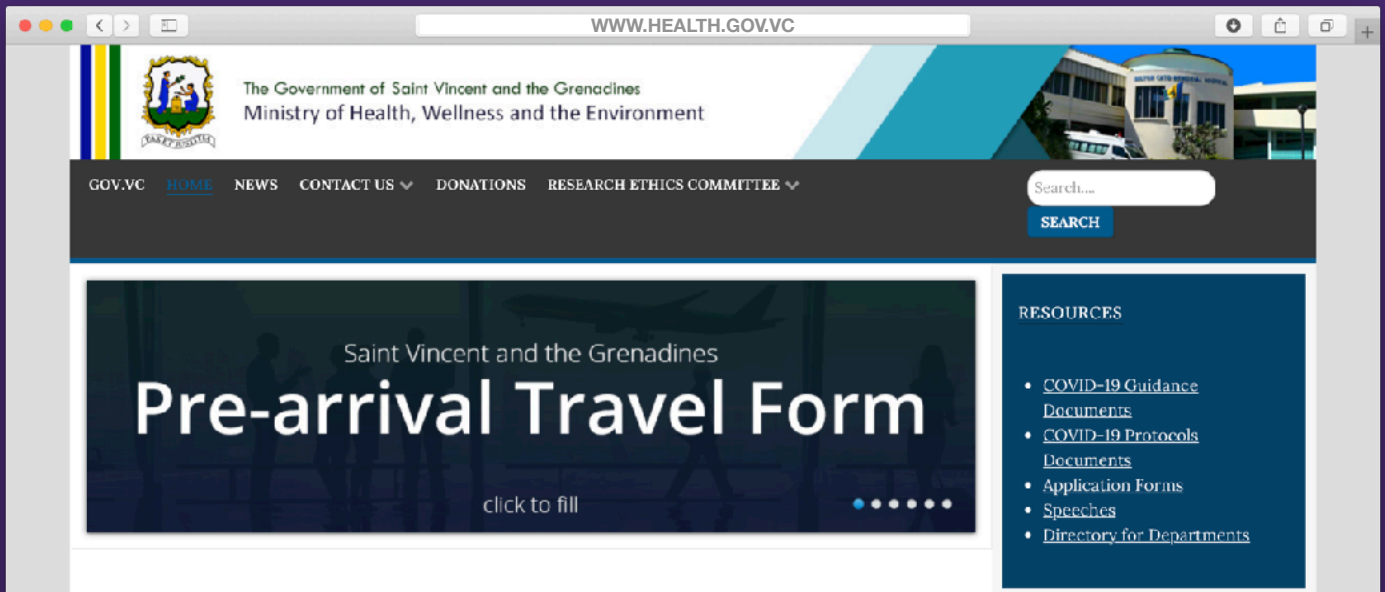 WWW.HEALTH.GOV.VC
The Government of Saint Vincent and the Grenadines
Ministry of Health, Wellness and the Environment
PAX ET JUSTITIA
GOV.VC HOME NEWS CONTACT US DONATIONS RESEARCH ETHICS COMMITTEE
Search....
SEARCH
Saint Vincent and the Grenadines
Pre-arrival Travel Form
click to fill
RESOURCES
COVID-19 Guidance
Documents
COVID-19 Protocols
Documents
Application Forms
Speeches
Directory for Departments